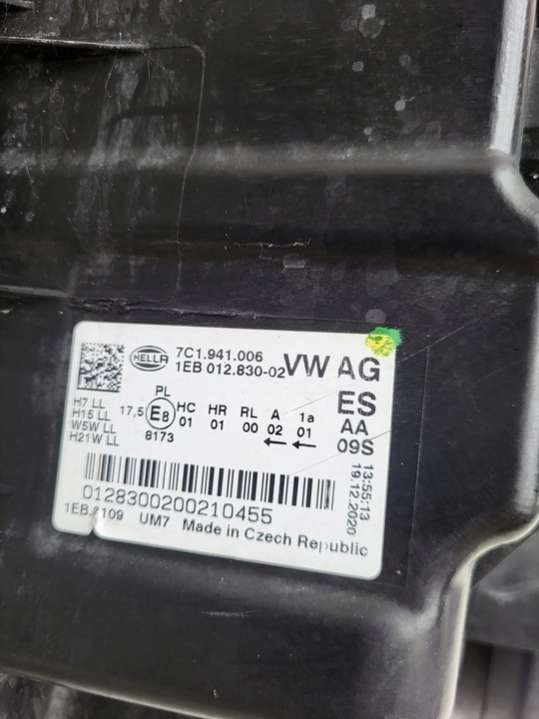 HELLA
7C1.941.006
1EB 012.830-02
VW AG
ES
AA
09S
H7 LL
H15 LL
W5W LL
H21W LL
17,5
PL
E8
8173
HC HR RL A 1a
01 01 00 02 01
← ←
13:55:13
19.12.2020
0128300200210455
UM7 Made in Czech Republic